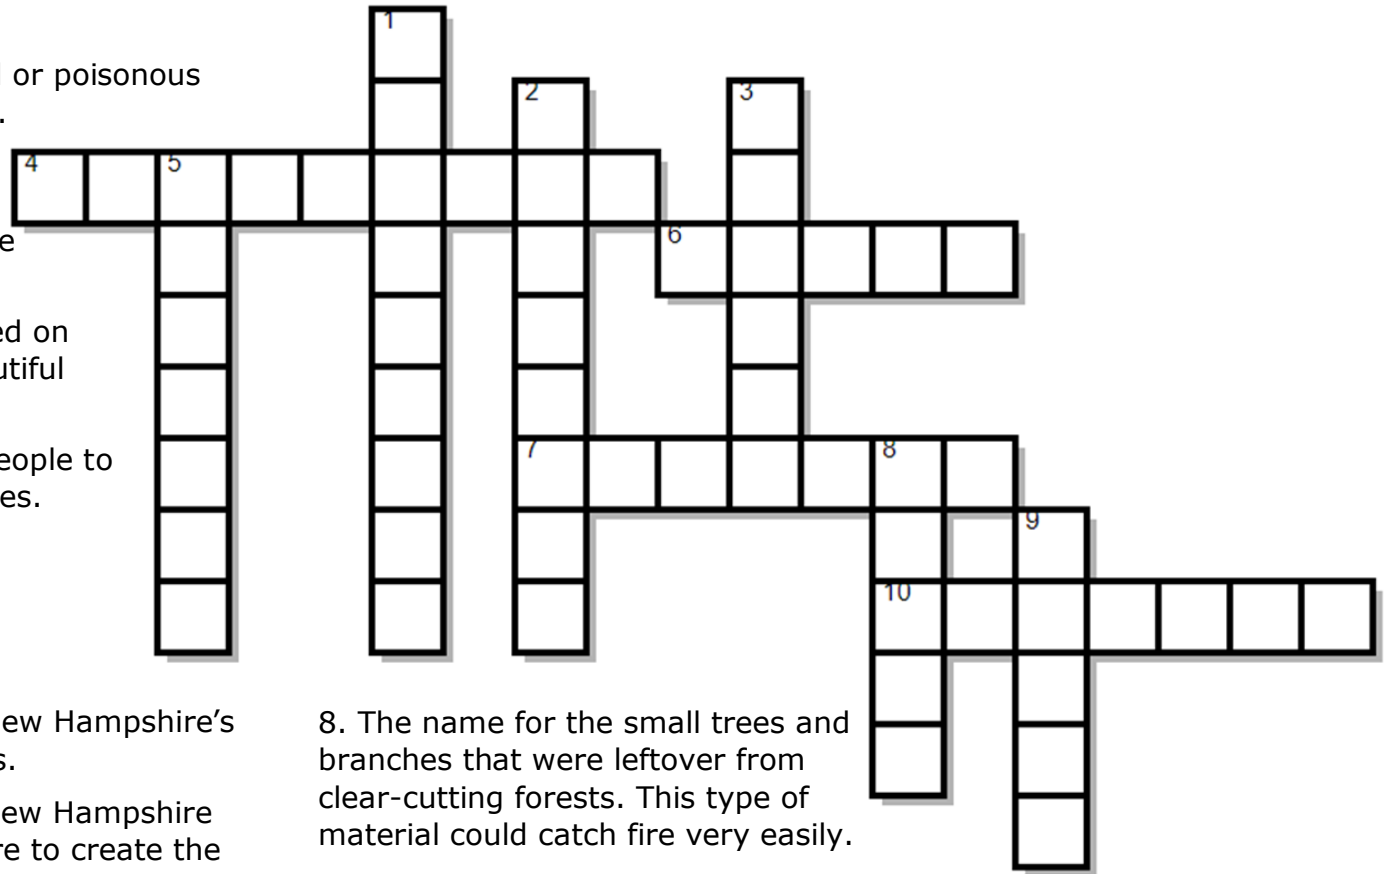 1
or poisonous
2
3
.
4
5
e
6
ed on
utiful
eople to
7
8
es.
9
10
ew Hampshire’s
s.
ew Hampshire
re to create the
8. The name for the small trees and
branches that were leftover from
clear-cutting forests. This type of
material could catch fire very easily.